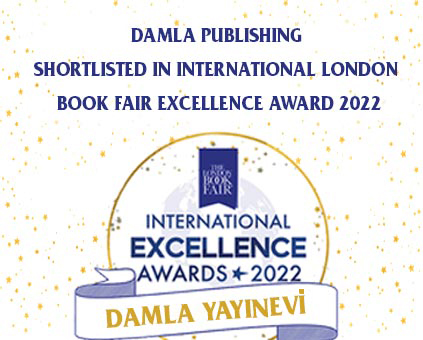 DAMLA PUBLISHING
SHORTLISTED IN INTERNATIONAL LONDON
BOOK FAIR EXCELLENCE AWARD 2022
THE
LONDON
BOOK
FAIR
INTERNATIONAL
EXCELLENCE
AWARDS ★ 2022
DAMLA YAYINEVİ